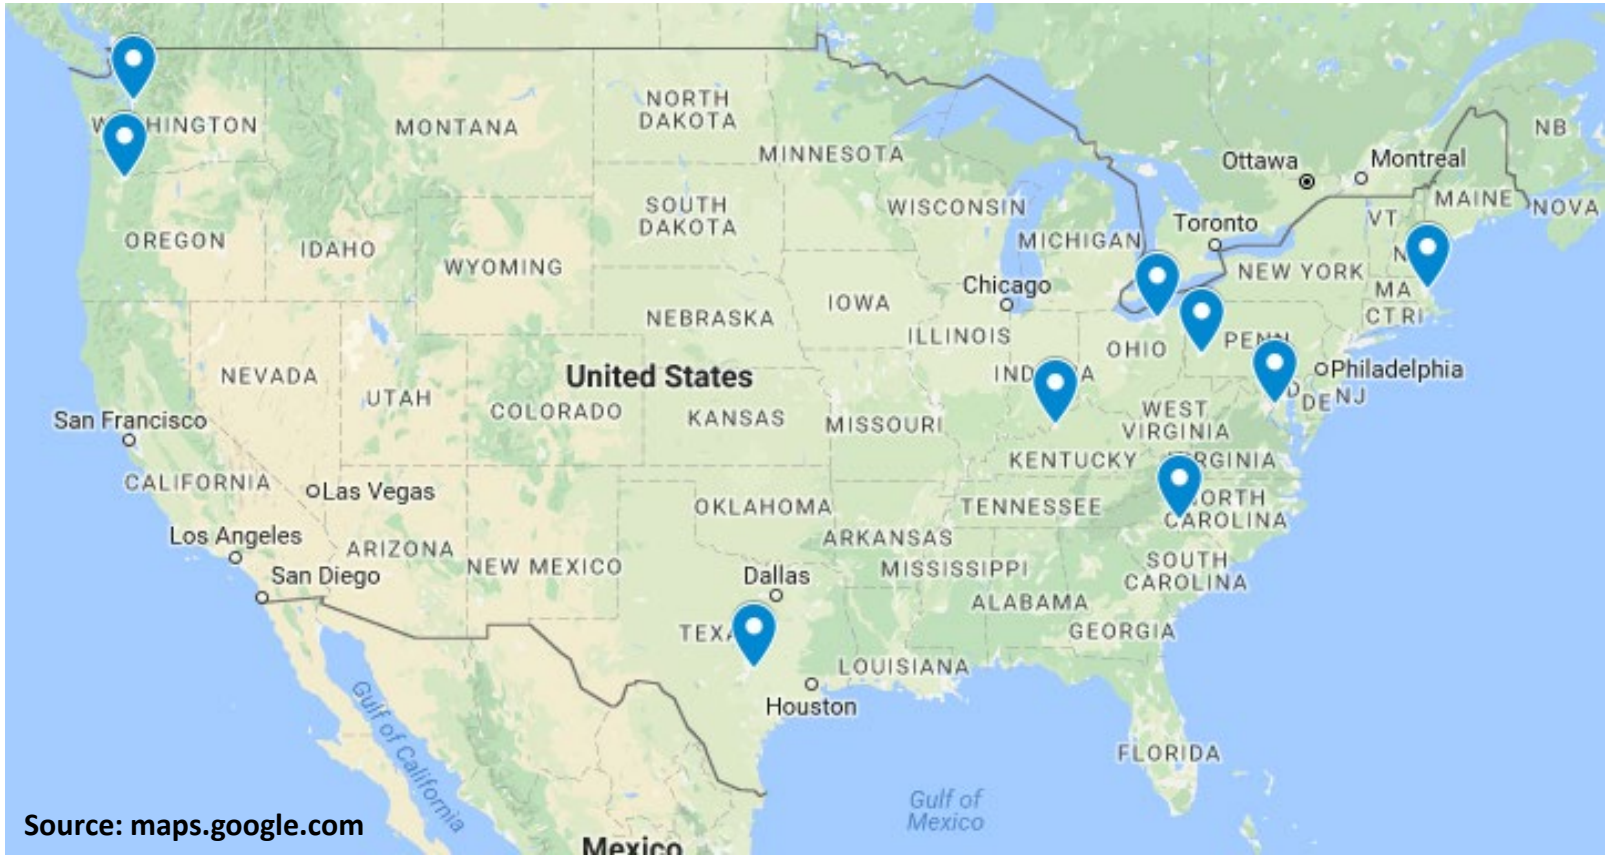 NORTH
DAKOTA
MONTANA
MINNESOTA
NB
Ottawa
Montreal
MAINE
NOVA
VT
SOUTH
DAKOTA
WISCONSIN
MICHIGAN
Toronto
OREGON
IDAHO
WYOMING
NEW YORK
Chicago
IOWA
MA
CT RI
NEBRASKA
ILLINOIS
OHIO
PENN
NEVADA
UTAH
United States
COLORADO
KANSAS
MISSOURI
Philadelphia
DE NJ
WEST
VIRGINIA
San Francisco
CALIFORNIA
KENTUCKY
Las Vegas
OKLAHOMA
TENNESSEE
CAROLINA
Los Angeles
ARIZONA
NEW MEXICO
ARKANSAS
San Diego
Dallas
MISSISSIPPI
SOUTH
CAROLINA
ALABAMA
GEORGIA
LOUISIANA
Houston
Gulf of California
FLORIDA
Gulf of
Mexico
Source: maps.google.com
Mexico